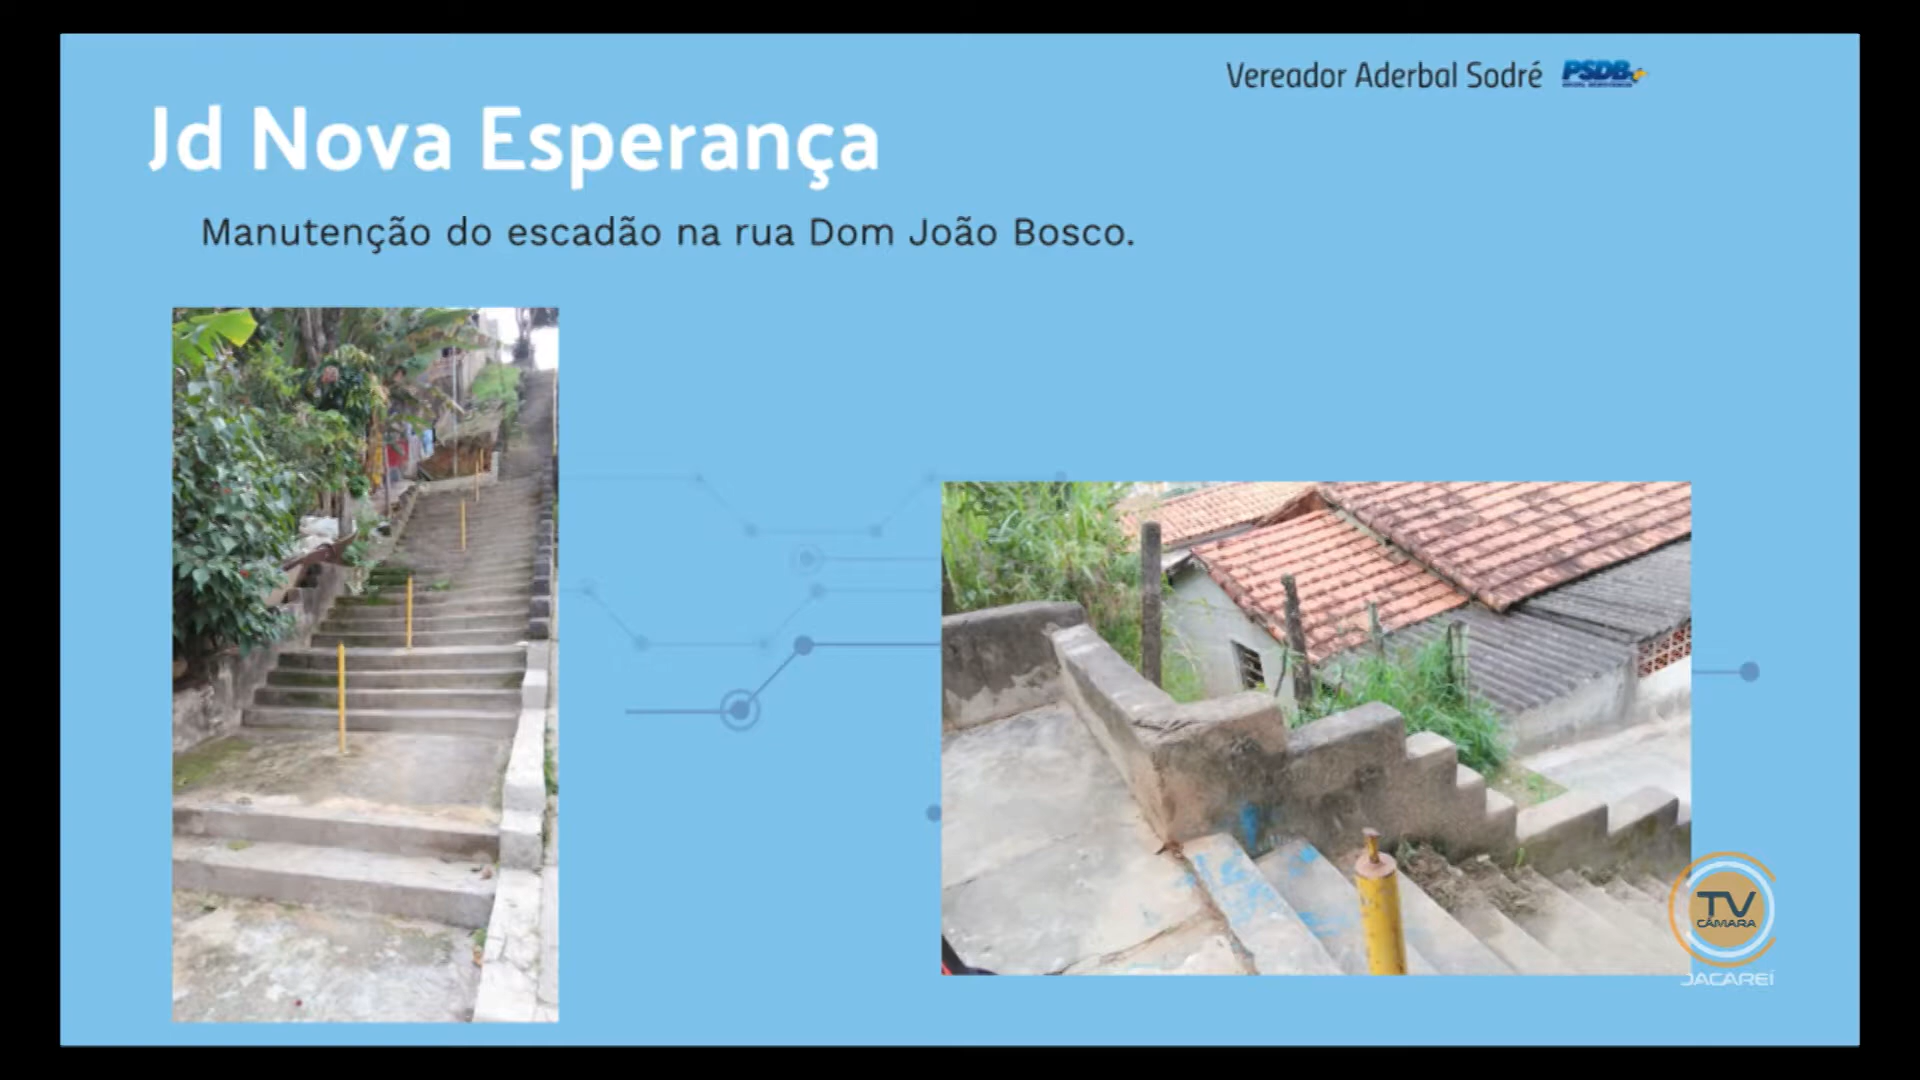 Vereador Aderbal Sodré PSDB
Jd Nova Esperança
Manutenção do escadão na rua Dom João Bosco.
TV
CÂMARA
JACAREÍ